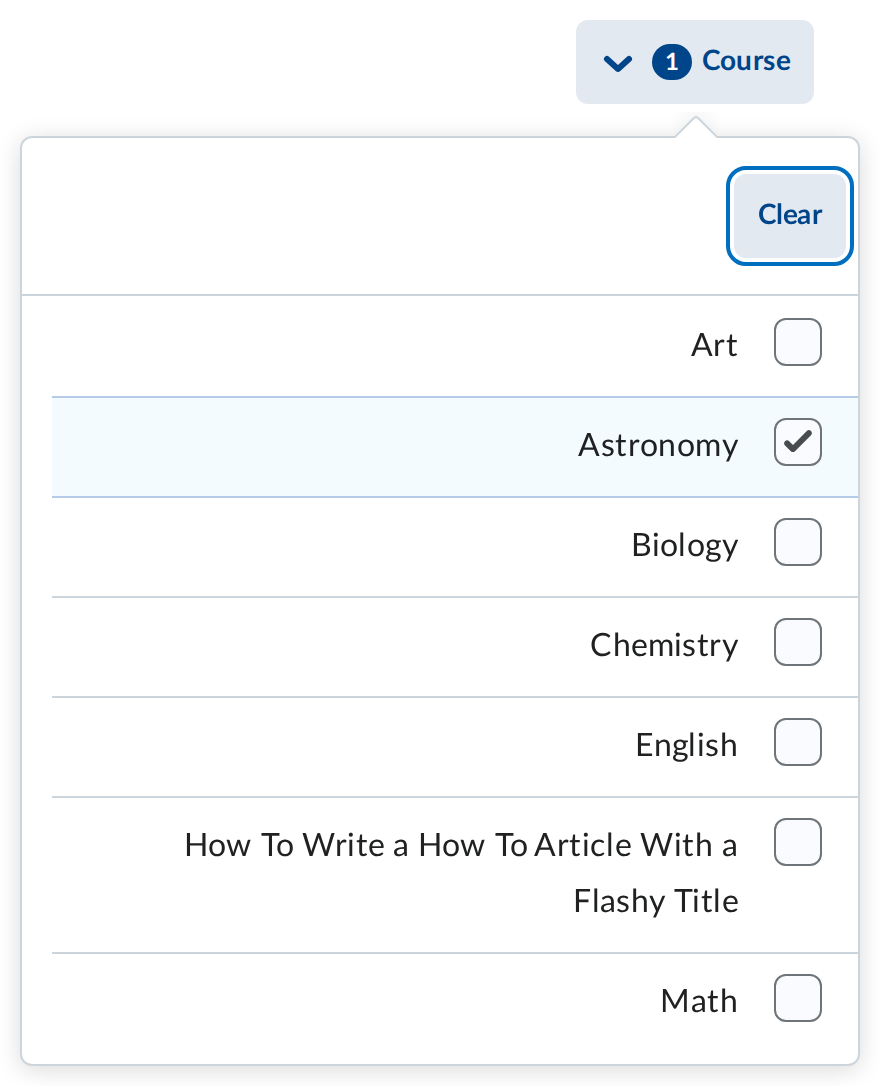 1 Course
Clear
Art
Astronomy
Biology
Chemistry
English
How To Write a How To Article With a
Flashy Title
Math